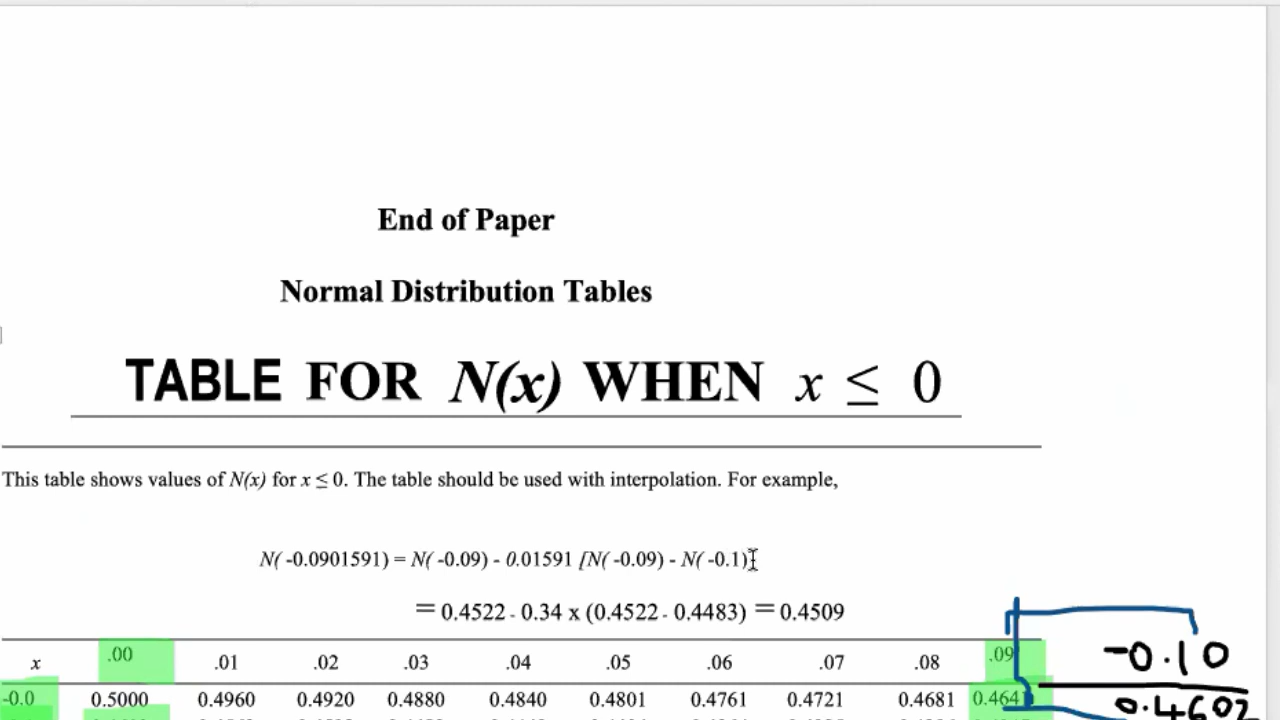 End of Paper
Normal Distribution Tables
TABLE FOR N(x) WHEN x ≤ 0
This table shows values of N(x) for x ≤ 0. The table should be used with interpolation. For example,
N( -0.0901591) = N( -0.09) - 0.01591 [N( -0.09) - N( -0.1)
= 0.4522 - 0.34 x (0.4522 - 0.4483) = 0.4509
x .00 .01 .02 .03 .04 .05 .06 .07 .08 .09 -0.10
-0.0 0.5000 0.4960 0.4920 0.4880 0.4840 0.4801 0.4761 0.4721 0.4681 0.4641 0.4602